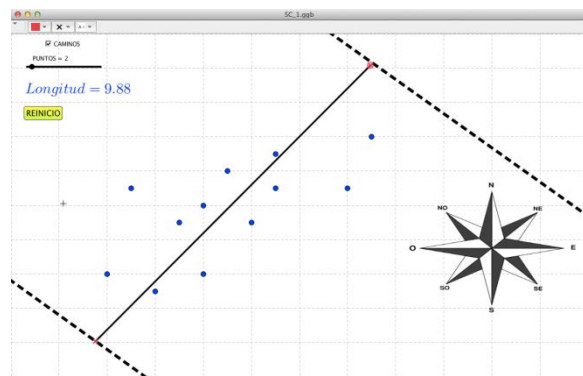 SC_1.ggb
CAMINOS
PUNTOS = 2
Longitud = 9.88
REINICIO
N
NO
NE
O
E
SO
SE
S